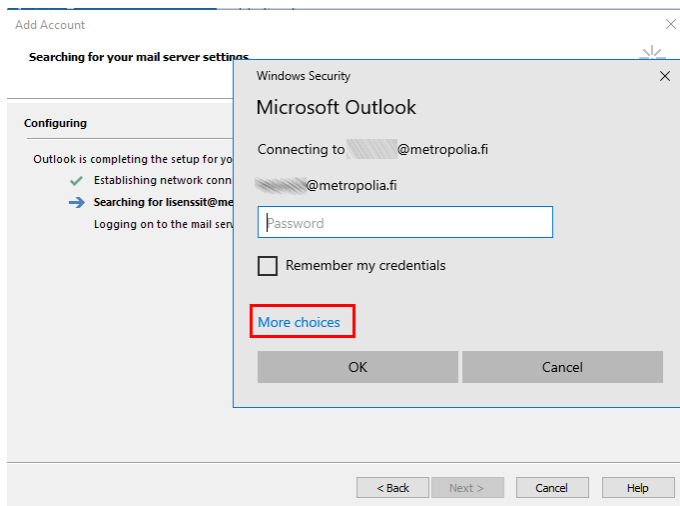 Add Account
Searching for your mail server settings
Configuring
Outlook is completing the setup for yo
Establishing network conn
Searching for lisenssit@me
Logging on to the mail serv
Windows Security
Microsoft Outlook
Connecting to @metropolia.fi
@metropolia.fi
Password
Remember my credentials
More choices
OK Cancel
< Back Next > Cancel Help